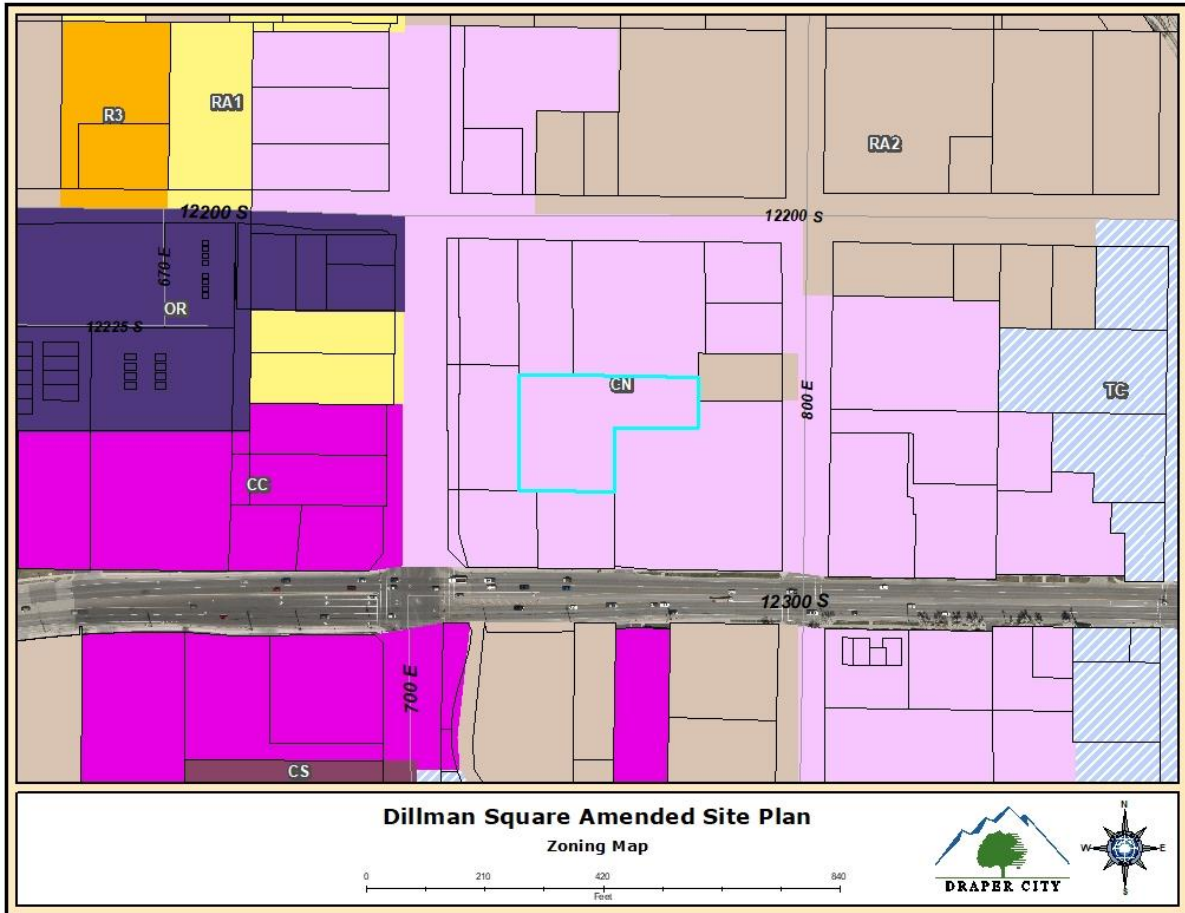 R3
RA1
RA2
12200 S
12200 S
670 E
OR
12225 S
CN
800 E
TC
CC
12300 S
700 E
CS
Dillman Square Amended Site Plan
Zoning Map
0 210 420 840
Feet
DRAPER CITY
N
W E
S